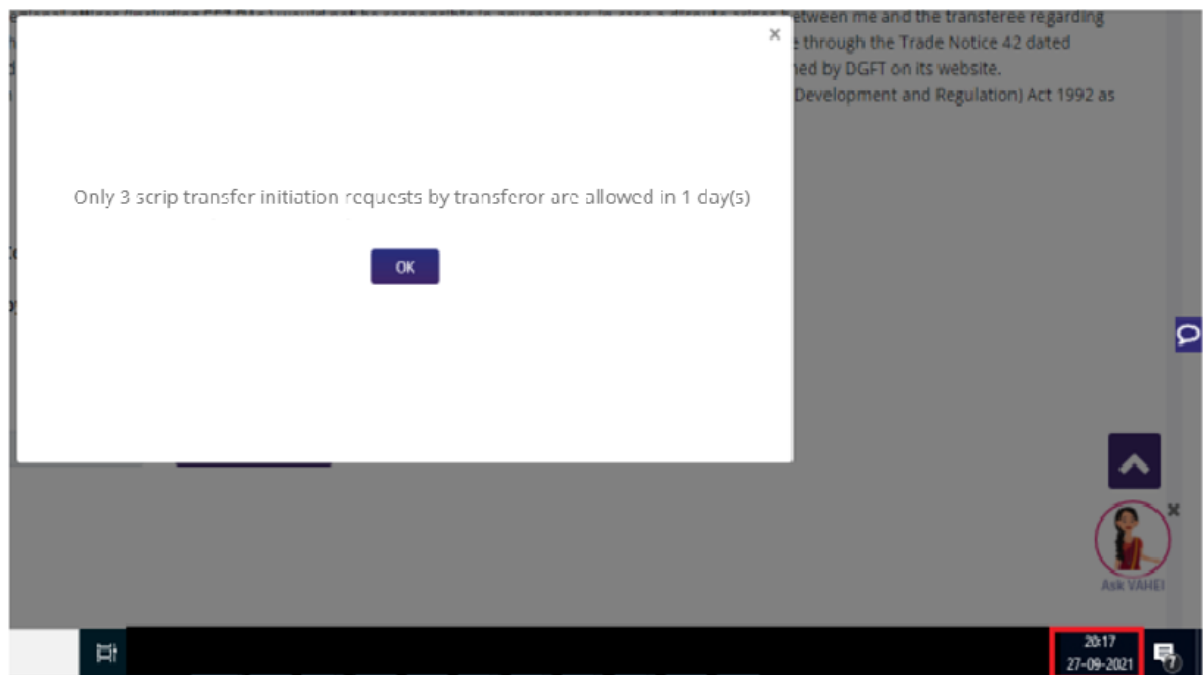 between me and the transferee regarding
through the Trade Notice 42 dated
by DGFT on its website.
Development and Regulation) Act 1992 as
×
Only 3 scrip transfer initiation requests by transferor are allowed in 1 day(s)
OK
×
Ask VAHEI
20:17
27-09-2021
7